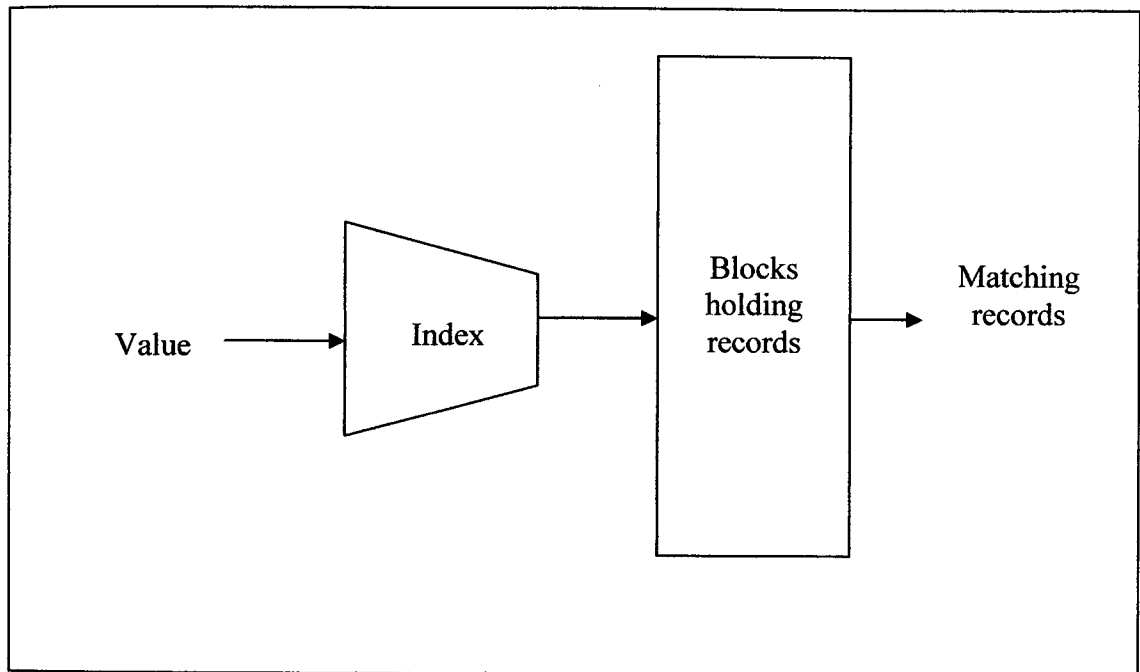 Value
Index
Blocks
holding
records
Matching
records